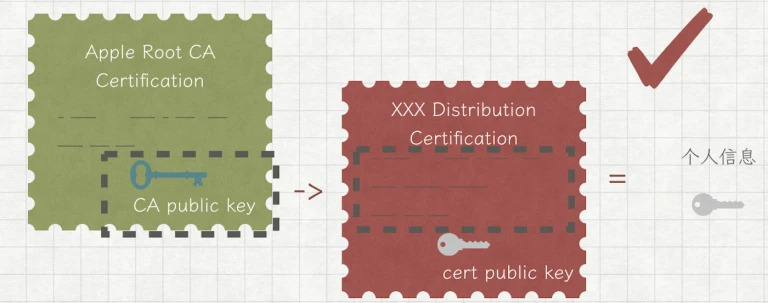 Apple Root CA
Certification
CA public key
->
XXX Distribution
Certification
cert public key
=
个人信息